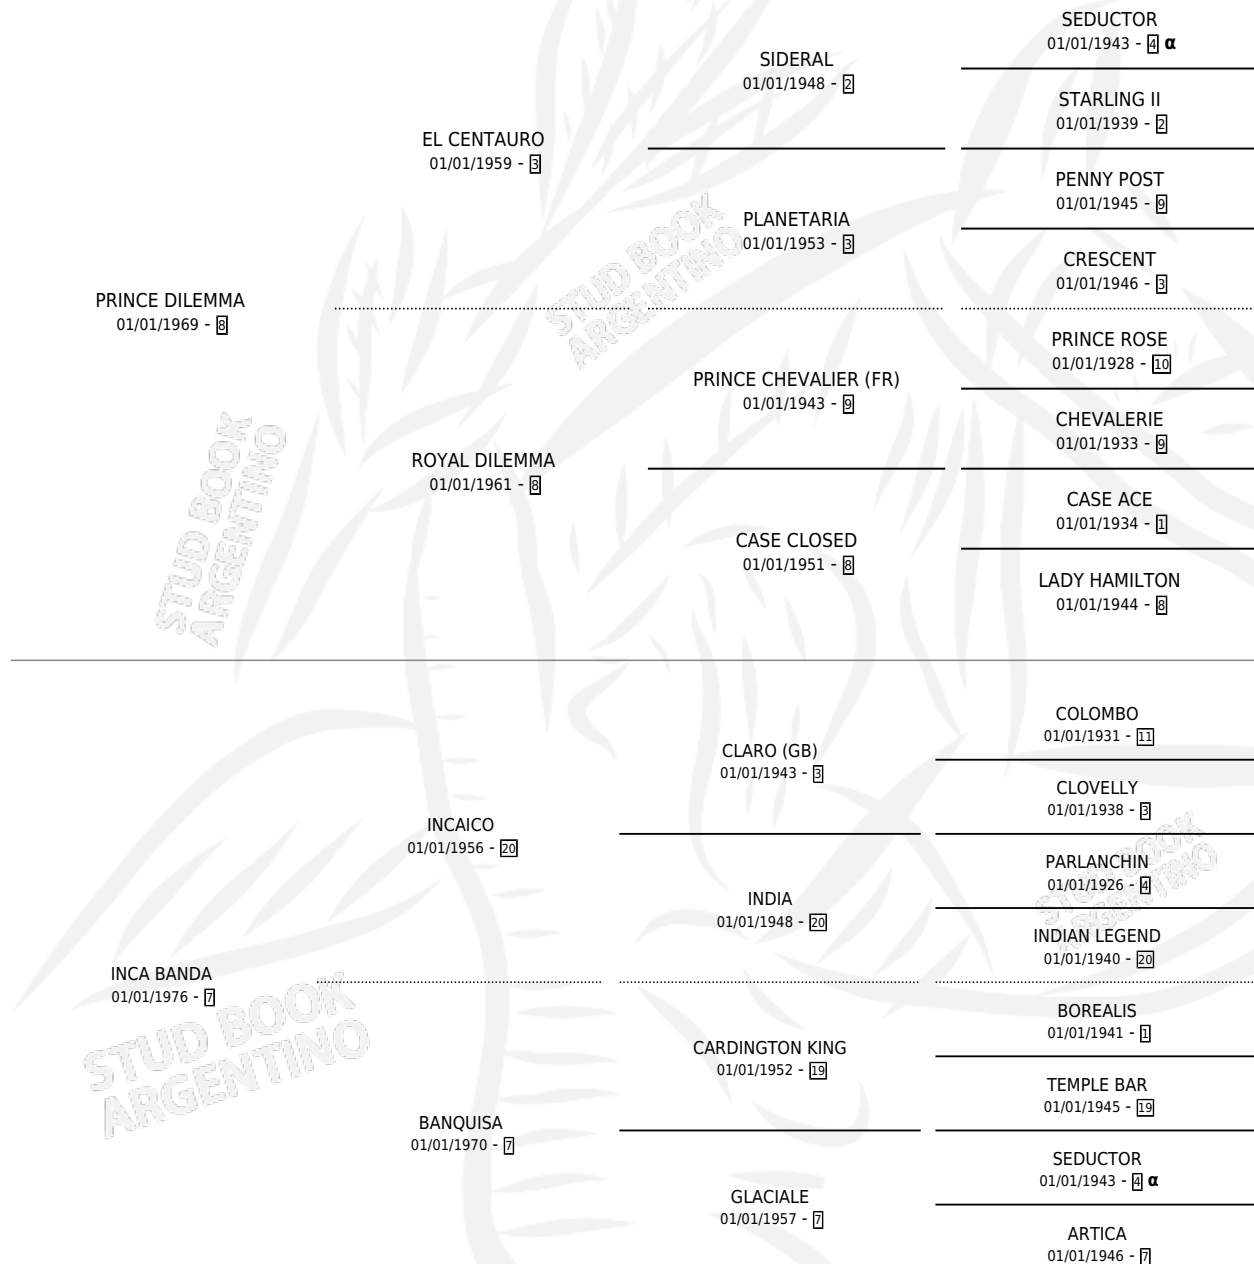 SEDUCTOR
01/01/1943 - 4 α
SIDERAL
01/01/1948 - 2
STARLING II
01/01/1939 - 2
EL CENTAURO
01/01/1959 - 3
PENNY POST
01/01/1945 - 9
PLANETARIA
01/01/1953 - 3
CRESCENT
01/01/1946 - 3
PRINCE DILEMMA
01/01/1969 - 8
PRINCE ROSE
01/01/1928 - 10
PRINCE CHEVALIER (FR)
01/01/1943 - 9
CHEVALERIE
01/01/1933 - 9
ROYAL DILEMMA
01/01/1961 - 8
CASE ACE
01/01/1934 - 1
CASE CLOSED
01/01/1951 - 8
LADY HAMILTON
01/01/1944 - 8
COLOMBO
01/01/1931 - 11
CLARO (GB)
01/01/1943 - 3
CLOVELLY
01/01/1938 - 3
INCAICO
01/01/1956 - 20
PARLANCHIN
01/01/1926 - 4
INDIA
01/01/1948 - 20
INDIAN LEGEND
01/01/1940 - 20
INCA BANDA
01/01/1976 - 7
BOREALIS
01/01/1941 - 1
CARDINGTON KING
01/01/1952 - 19
TEMPLE BAR
01/01/1945 - 19
BANQUISA
01/01/1970 - 7
SEDUCTOR
01/01/1943 - 4 α
GLACIALE
01/01/1957 - 7
ARTICA
01/01/1946 - 7
STUD BOOK
ARGENTINO
STUD BOOK
ARGENTINO
STUD BOOK
ARGENTINO
STUD BOOK
ARGENTINO